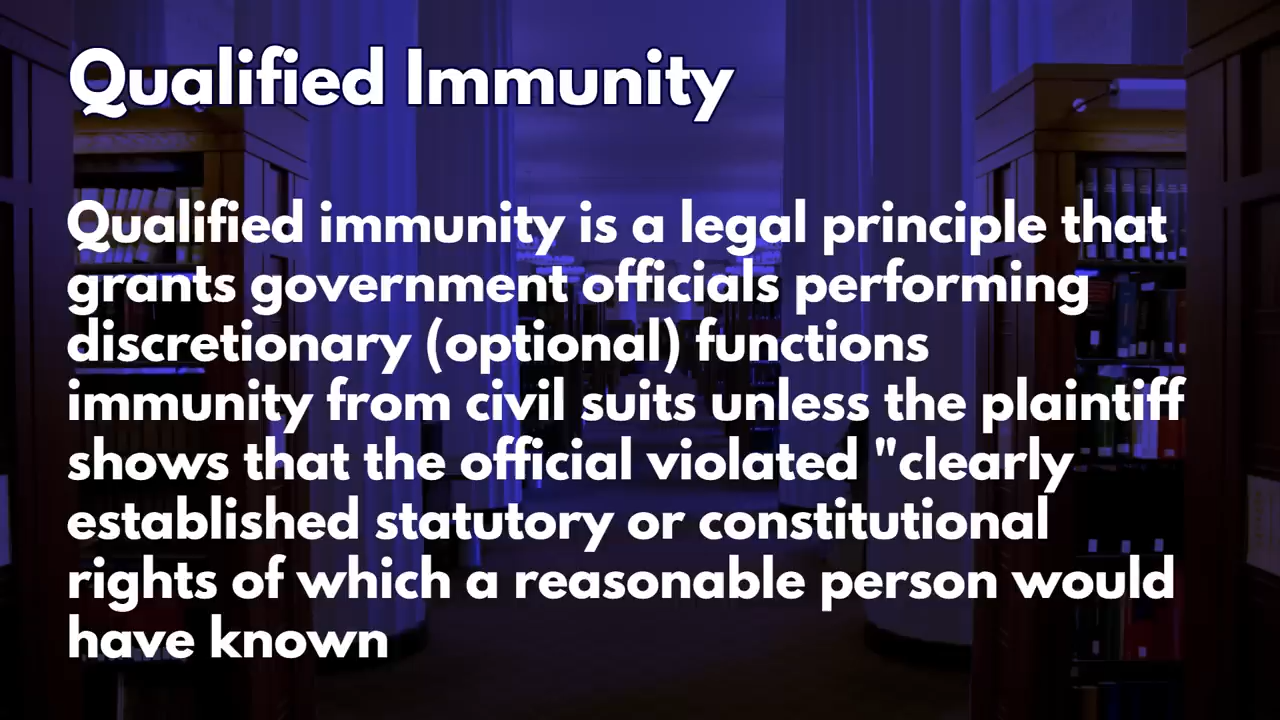 Qualified Immunity
Qualified immunity is a legal principle that
grants government officials performing
discretionary (optional) functions
immunity from civil suits unless the plaintiff
shows that the official violated "clearly
established statutory or constitutional
rights of which a reasonable person would
have known